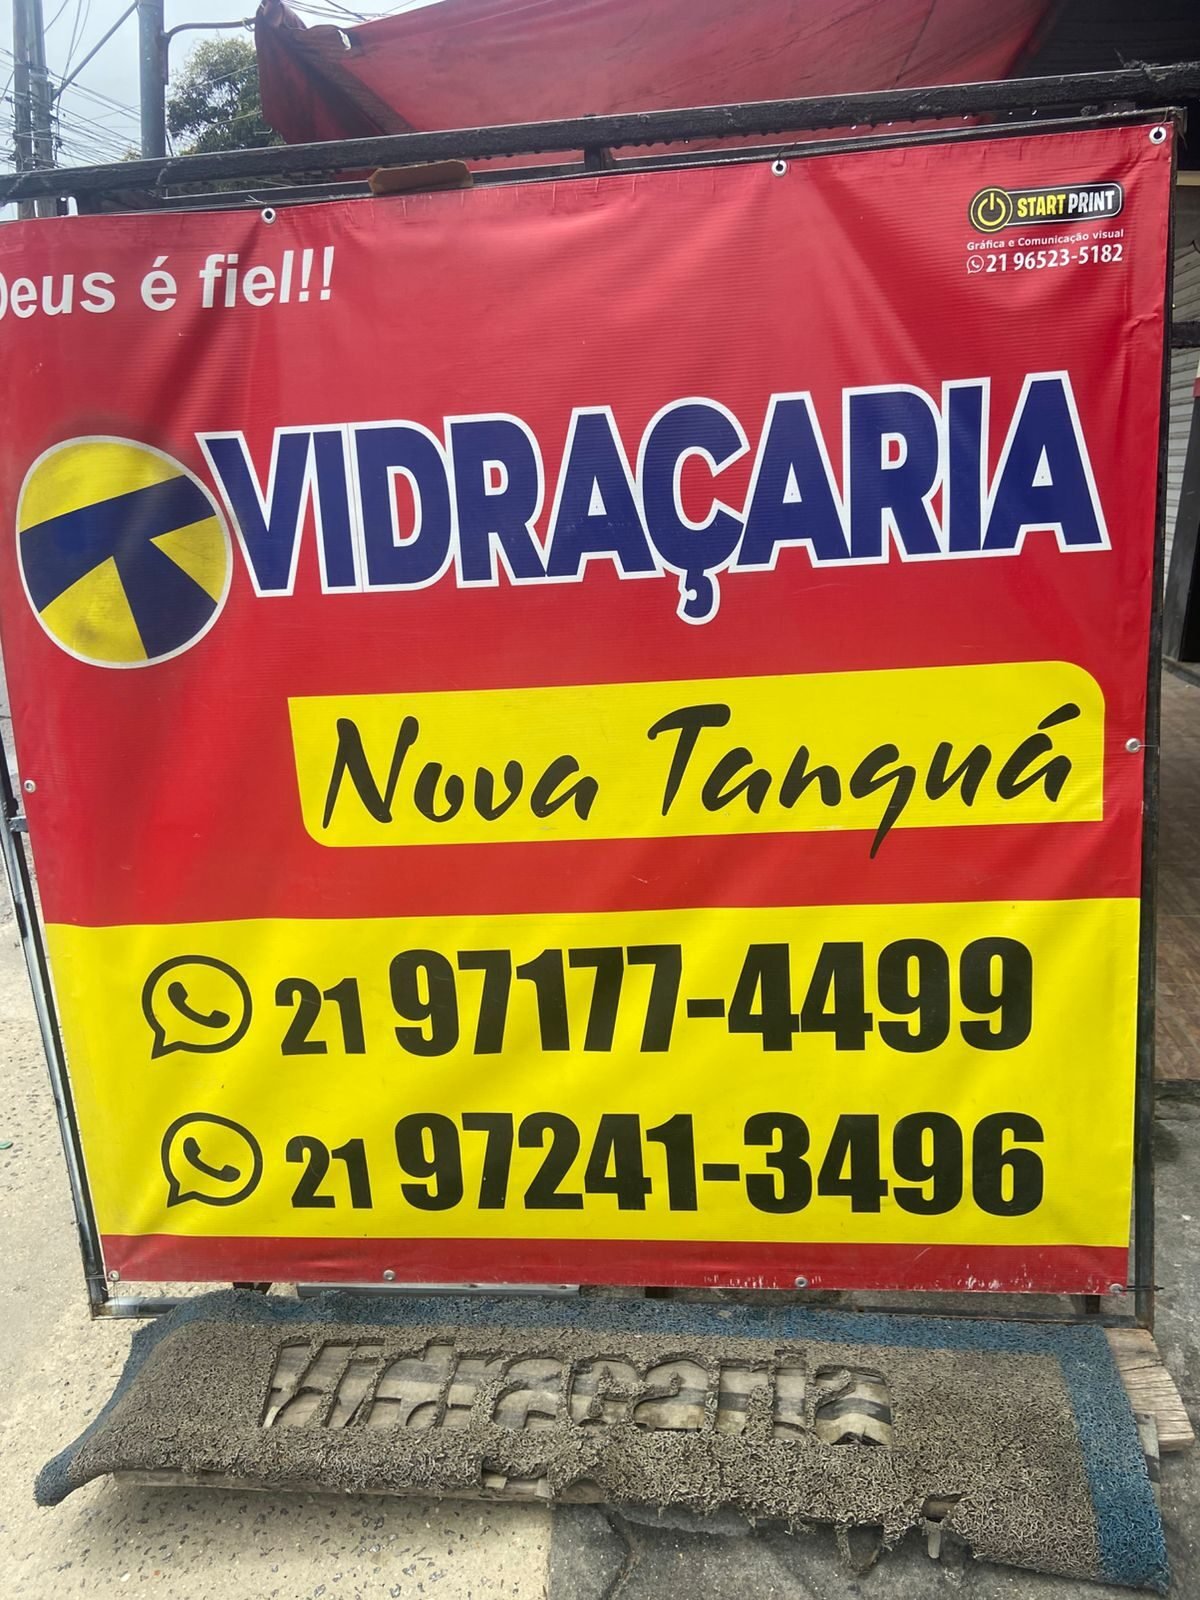 START PRINT
Gráfica e Comunicação visual
21 96523-5182
Deus é fiel!!
VIDRAÇARIA
Nova Tanguá
21 97177-4499
21 97241-3496
Vidraçaria